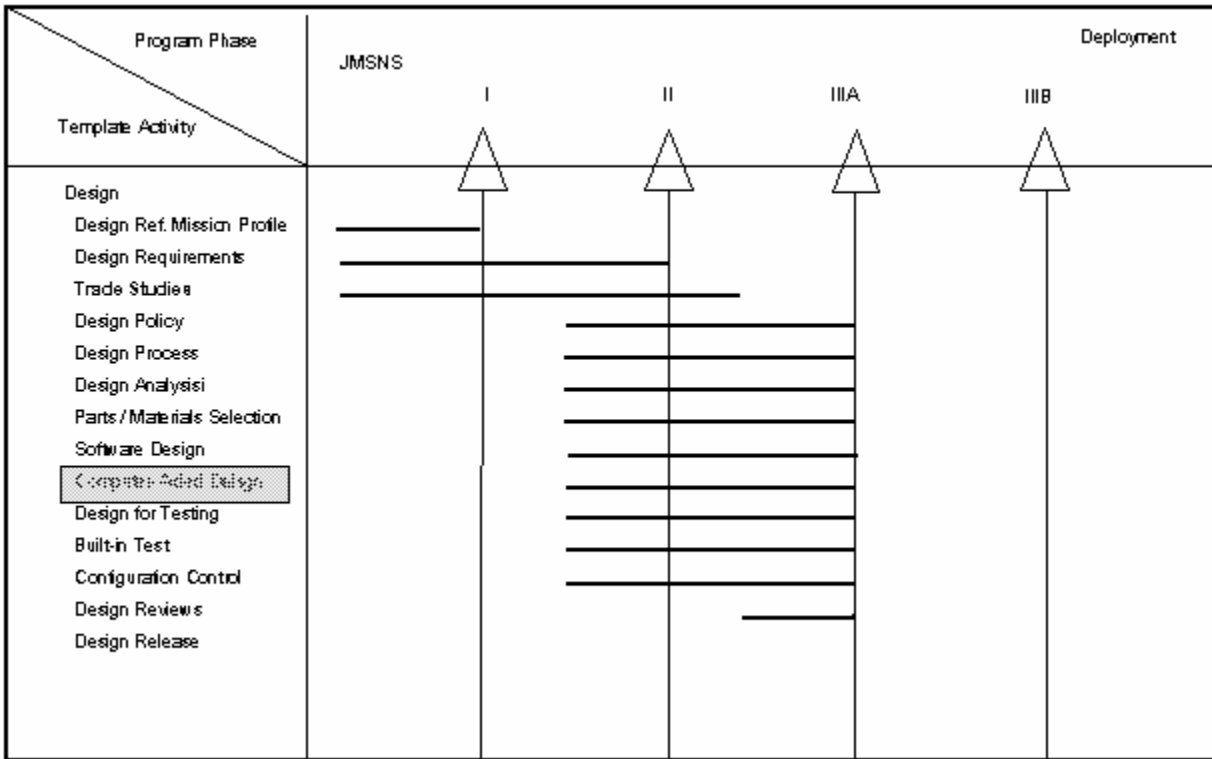 Program Phase
Deployment
JMSNS
I II IIIA IIIB
Template Activity
Design
Design Ref. Mission Profile
Design Requirements
Trade Studies
Design Policy
Design Process
Design Analysisi
Parts / Materials Selection
Software Design
Design
Design for Testing
Built-in Test
Configuration Control
Design Reviews
Design Release